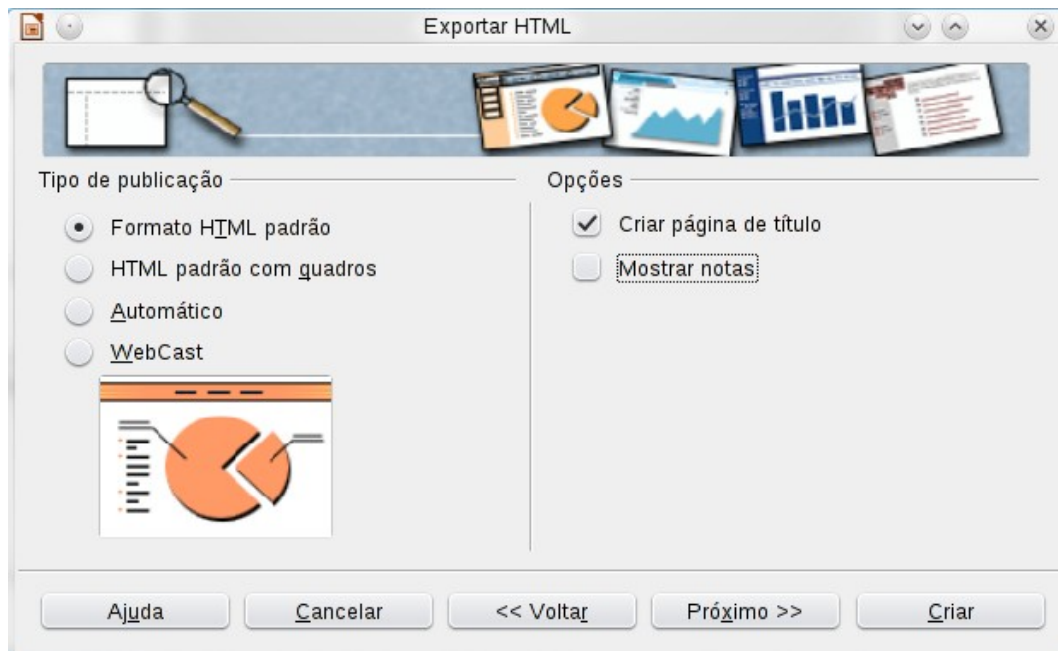 Exportar HTML
Tipo de publicação
Opções
Formato HTML padrão
Criar página de título
HTML padrão com quadros
Mostrar notas
Automático
WebCast
Ajuda
Cancelar
<< Voltar
Próximo >>
Criar